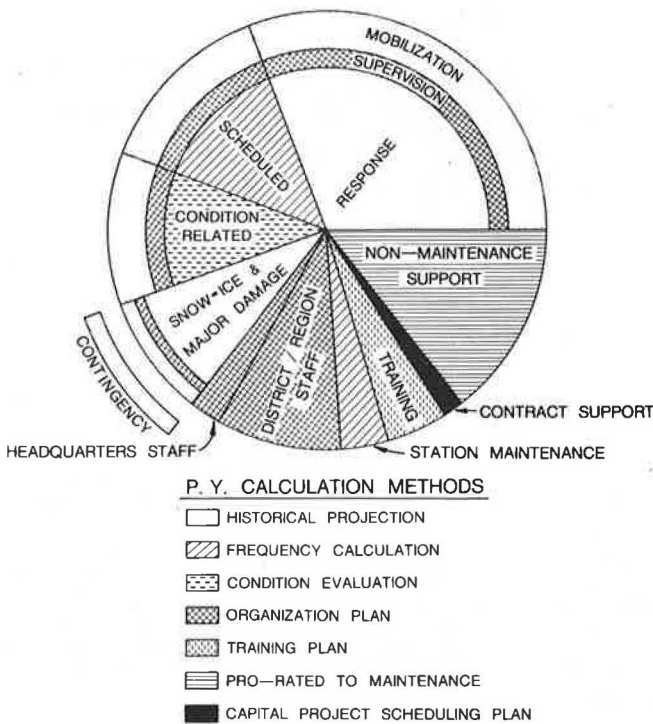 MOBILIZATION
SUPERVISION
SCHEDULED
RESPONSE
CONDITION
RELATED
NON—MAINTENANCE
SUPPORT
SNOW-ICE &
MAJOR DAMAGE
CONTINGENCY
DISTRICT / REGION
STAFF
TRAINING
CONTRACT SUPPORT
HEADQUARTERS STAFF
STATION MAINTENANCE
P. Y. CALCULATION METHODS
HISTORICAL PROJECTION
FREQUENCY CALCULATION
CONDITION EVALUATION
ORGANIZATION PLAN
TRAINING PLAN
PRO—RATED TO MAINTENANCE
CAPITAL PROJECT SCHEDULING PLAN